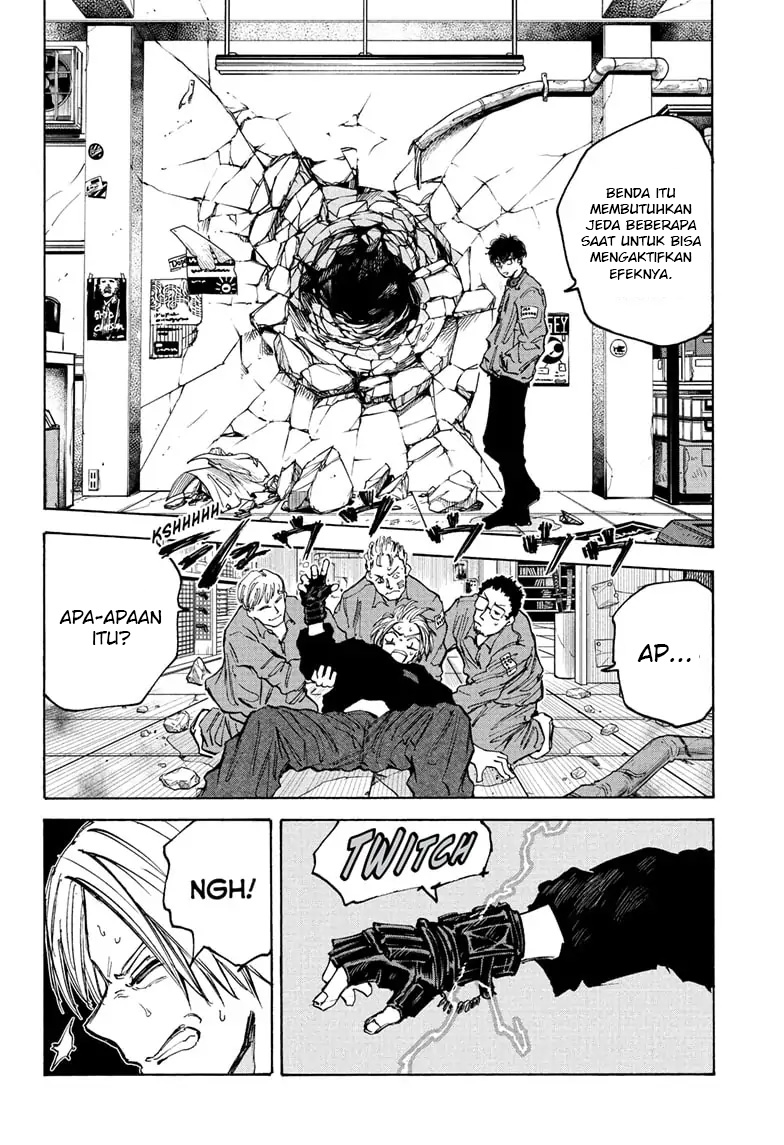 BENDA ITU
MEMBUTUHKAN
JEDA BEBERAPA
SAAT UNTUK BISA
MENGAKTIFKAN
EFEKNYA.
KSHHHHH
AP...
APA-APAAN
ITU?
TWITCH
NGH!